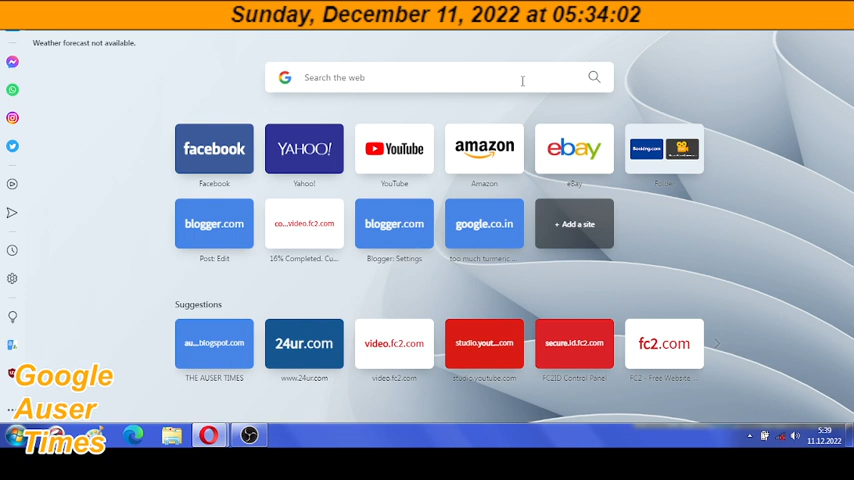 Sunday, December 11, 2022 at 05:34:02
Weather forecast not available.
Search the web
facebook
YAHOO!
YouTube
amazon
ebay
Booking.com
Facebook
Yahoo!
YouTube
Amazon
eBay
Folder
blogger.com
co...video.fc2.com
blogger.com
google.co.in
+ Add a site
Post: Edit
16% Completed. Cu...
Blogger: Settings
too much turmeric ...
Suggestions
au...blogspot.com
24ur.com
video.fc2.com
studio.yout...com
secure.id.fc2.com
fc2.com
THE AUSER TIMES
www.24ur.com
video.fc2.com
studio.youtube.com
FC2ID Control Panel
FC2 - Free Website ...
Google
Auser
Times
5:39
11.12.2022